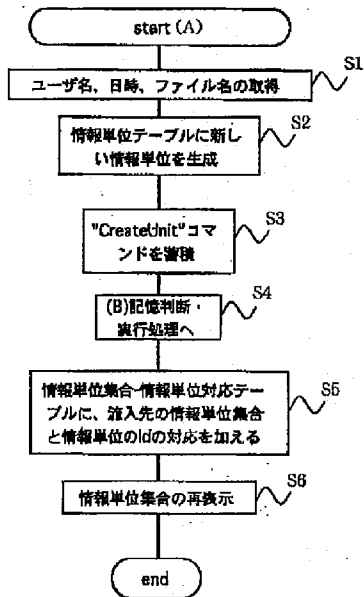 start (A)
S1
ユーザ名、日時、ファイル名の取得
S2
情報単位テーブルに新し
い情報単位を生成
S3
"CreateUnit"コマ
ンドを蓄積
S4
(B)記憶判断・
実行処理へ
S5
情報単位集合-情報単位対応テー
ブルに、流入先の情報単位集合
と情報単位のIdの対応を加える
S6
情報単位集合の再表示
end